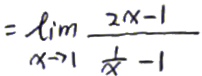 = lim x→1 (2x-1)/(1/x - 1)